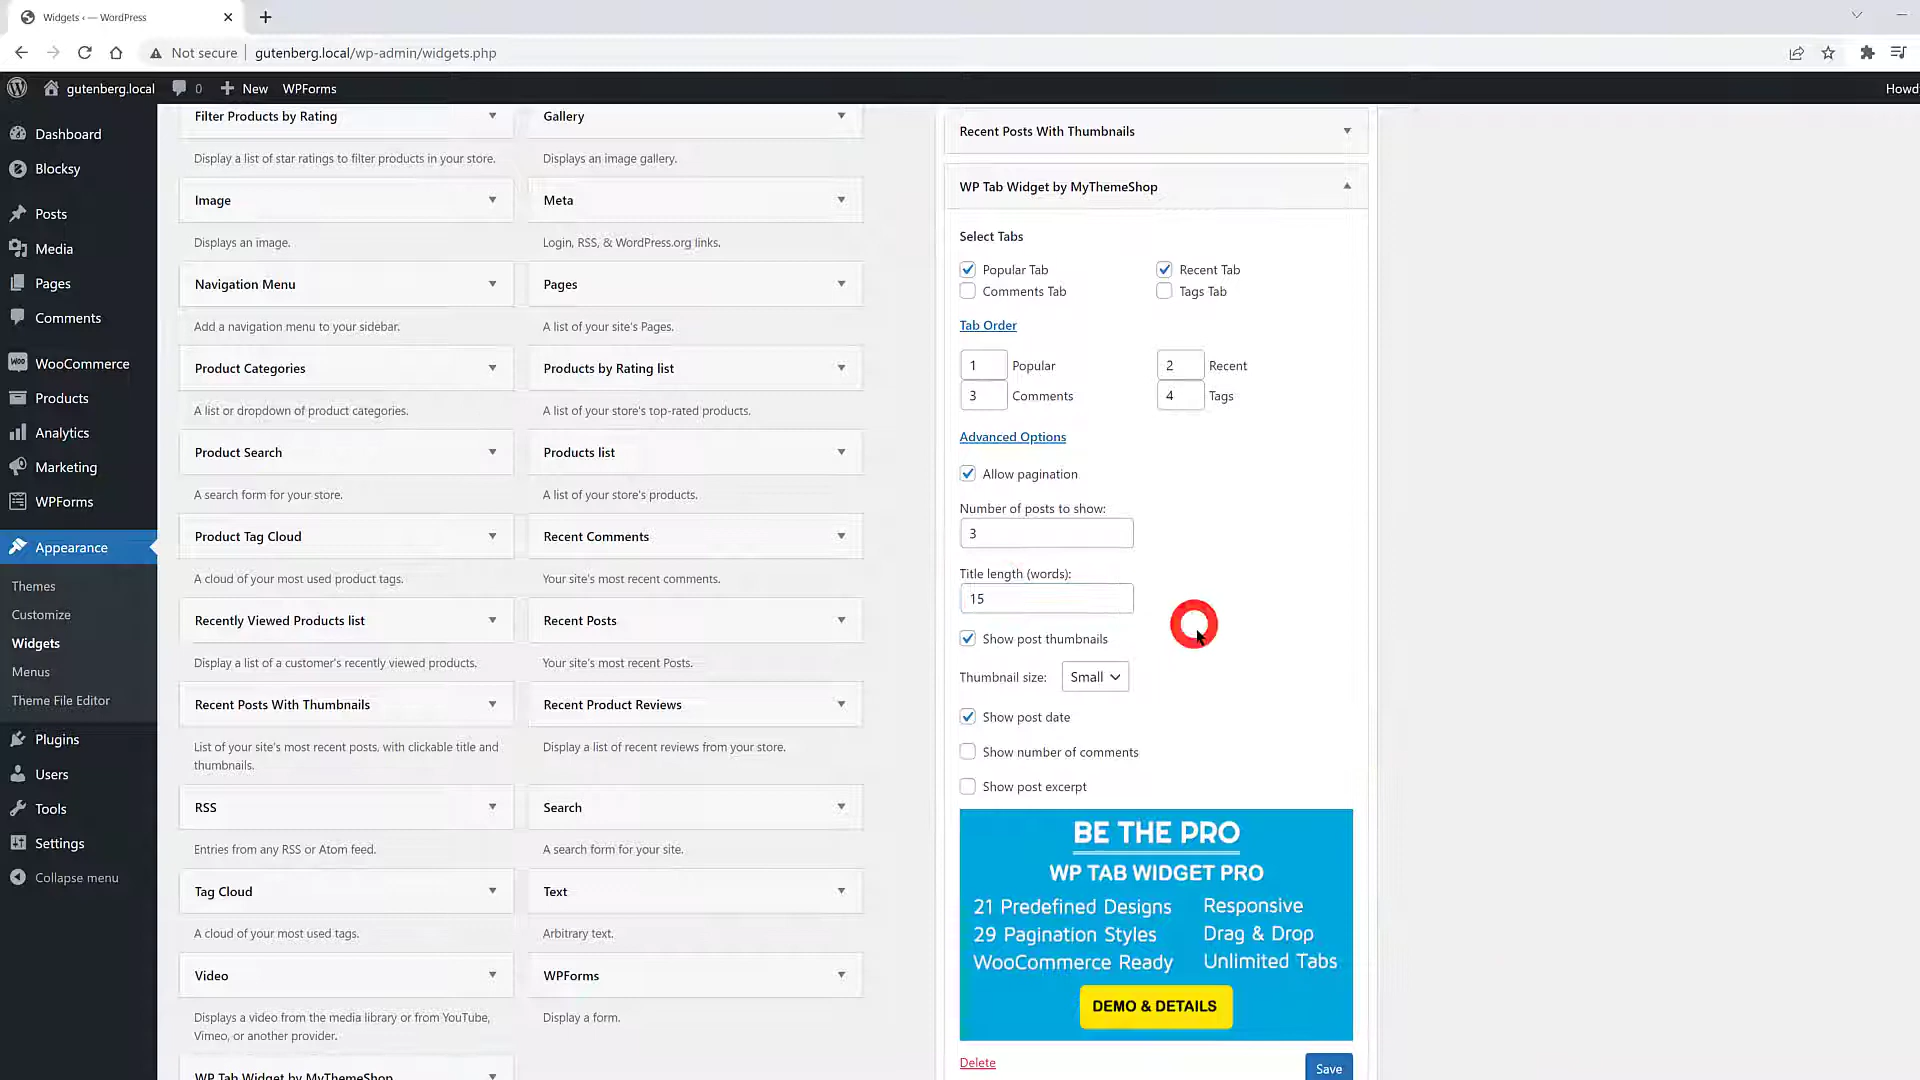 Widgets ‹ — WordPress
Not secure
gutenberg.local/wp-admin/widgets.php
gutenberg.local
0
New
WPForms
Howd
Dashboard
Blocksy
Posts
Media
Pages
Comments
WooCommerce
Products
Analytics
Marketing
WPForms
Appearance
Themes
Customize
Widgets
Menus
Theme File Editor
Plugins
Users
Tools
Settings
Collapse menu
Filter Products by Rating
Display a list of star ratings to filter products in your store.
Image
Displays an image.
Navigation Menu
Add a navigation menu to your sidebar.
Product Categories
A list or dropdown of product categories.
Product Search
A search form for your store.
Product Tag Cloud
A cloud of your most used product tags.
Recently Viewed Products list
Display a list of a customer's recently viewed products.
Recent Posts With Thumbnails
List of your site's most recent posts, with clickable title and
thumbnails.
RSS
Entries from any RSS or Atom feed.
Tag Cloud
A cloud of your most used tags.
Video
Displays a video from the media library or from YouTube,
Vimeo, or another provider.
WP Tab Widget by MyThemeShop
Gallery
Displays an image gallery.
Meta
Login, RSS, & WordPress.org links.
Pages
A list of your site's Pages.
Products by Rating list
A list of your store's top-rated products.
Products list
A list of your store's products.
Recent Comments
Your site's most recent comments.
Recent Posts
Your site's most recent Posts.
Recent Product Reviews
Display a list of recent reviews from your store.
Search
A search form for your site.
Text
Arbitrary text.
WPForms
Display a form.
Recent Posts With Thumbnails
WP Tab Widget by MyThemeShop
Select Tabs
Popular Tab
Recent Tab
Comments Tab
Tags Tab
Tab Order
1 Popular
2 Recent
3 Comments
4 Tags
Advanced Options
Allow pagination
Number of posts to show:
3
Title length (words):
15
Show post thumbnails
Thumbnail size: Small
Show post date
Show number of comments
Show post excerpt
BE THE PRO
WP TAB WIDGET PRO
21 Predefined Designs
Responsive
29 Pagination Styles
Drag & Drop
WooCommerce Ready
Unlimited Tabs
DEMO & DETAILS
Delete
Save